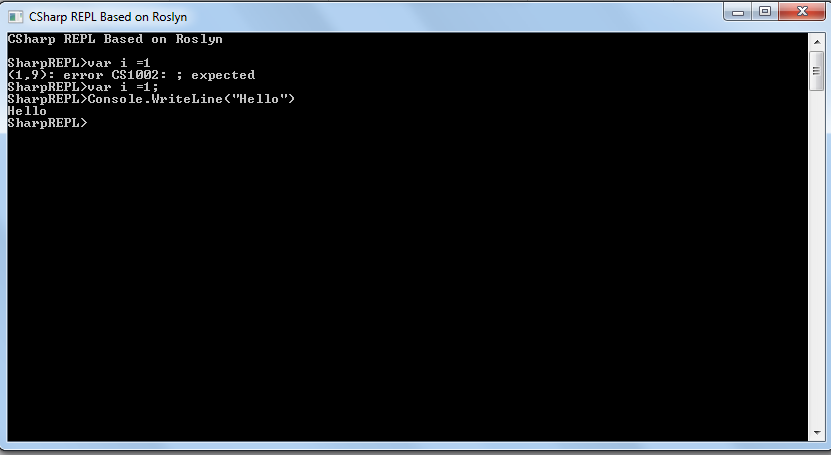 CSharp REPL Based on Roslyn
CSharp REPL Based on Roslyn
SharpREPL>var i =1
(1,9): error CS1002: ; expected
SharpREPL>var i =1;
SharpREPL>Console.WriteLine("Hello")
Hello
SharpREPL>